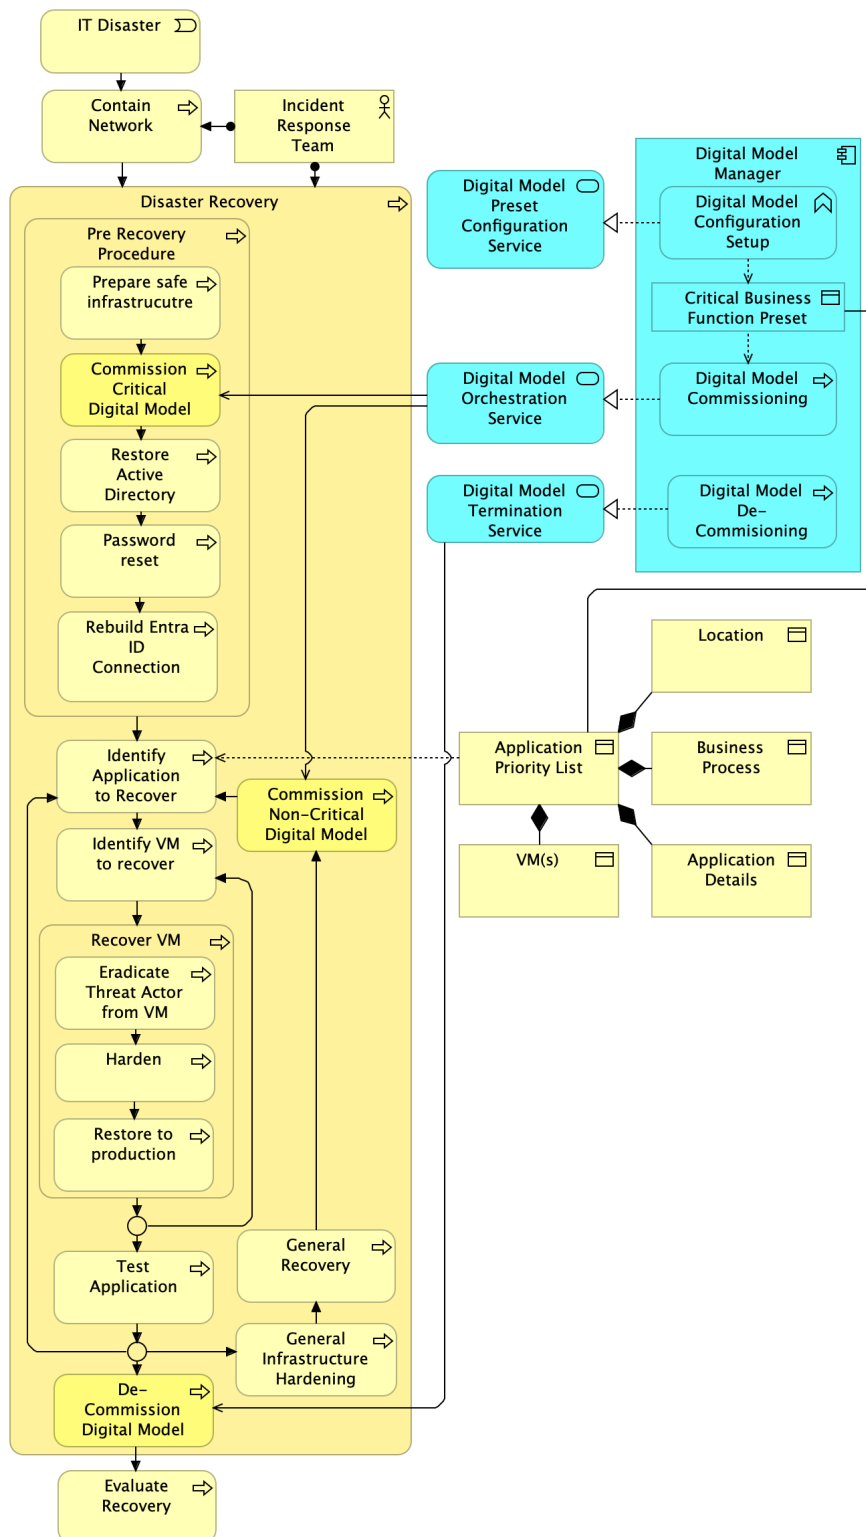 IT Disaster
Contain
Network
Incident
Response
Team
Disaster Recovery
Pre Recovery
Procedure
Prepare safe
infrastrucutre
Commission
Critical
Digital Model
Restore
Active
Directory
Password
reset
Rebuild Entra
ID
Connection
Identify
Application
to Recover
Commission
Non-Critical
Digital Model
Identify VM
to recover
Recover VM
Eradicate
Threat Actor
from VM
Harden
Restore to
production
Test
Application
General
Recovery
General
Infrastructure
Hardening
De-
Commission
Digital Model
Evaluate
Recovery
Digital Model
Preset
Configuration
Service
Digital Model
Orchestration
Service
Digital Model
Termination
Service
Digital Model
Manager
Digital Model
Configuration
Setup
Critical Business
Function Preset
Digital Model
Commissioning
Digital Model
De-
Commisioning
Location
Application
Priority List
Business
Process
VM(s)
Application
Details